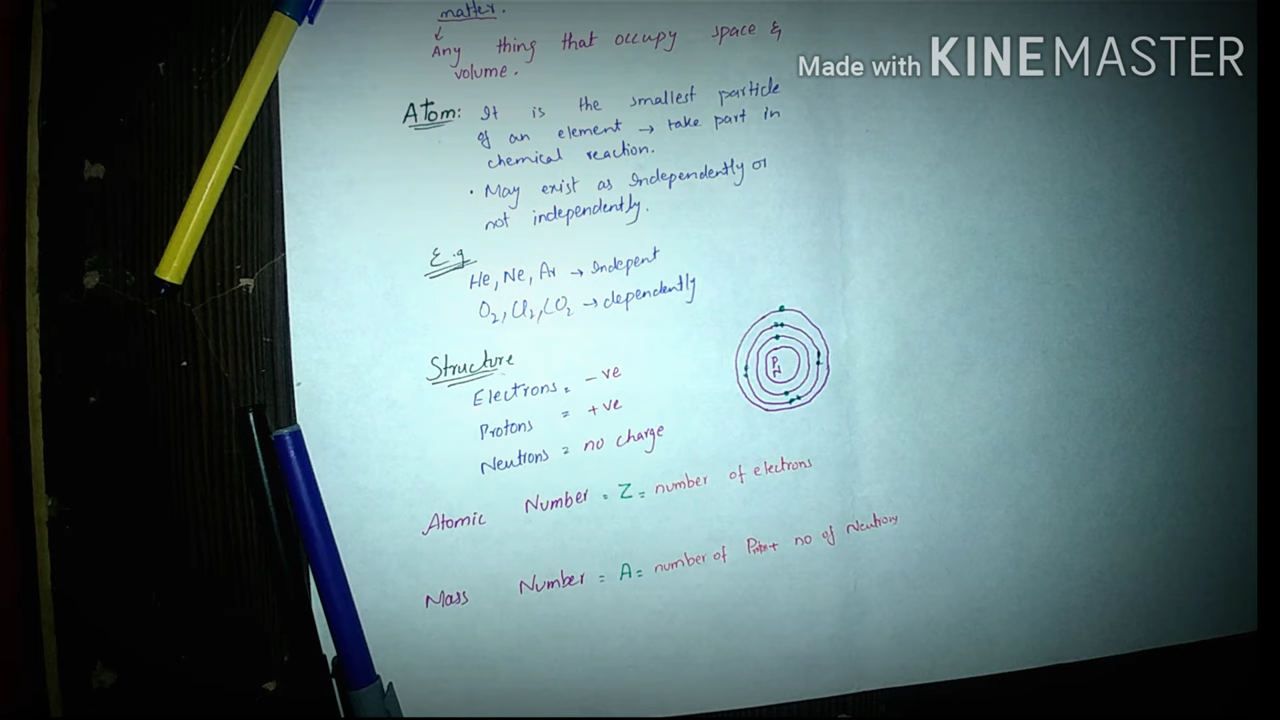 matter.
Made with KINEMASTER
Any thing that occupy space &
volume.
Atom: It is the smallest particle
of an element → take part in
chemical reaction.
• May exist as Independently or
not independently.
E.g
He, Ne, Ar → Indepent
O2, Cl2, CO2 → dependently
Structure
Electrons = -ve
Protons = +ve
Neutrons = no charge
P
Atomic Number = Z = number of electrons
Mass Number = A = number of + no of Neutrons